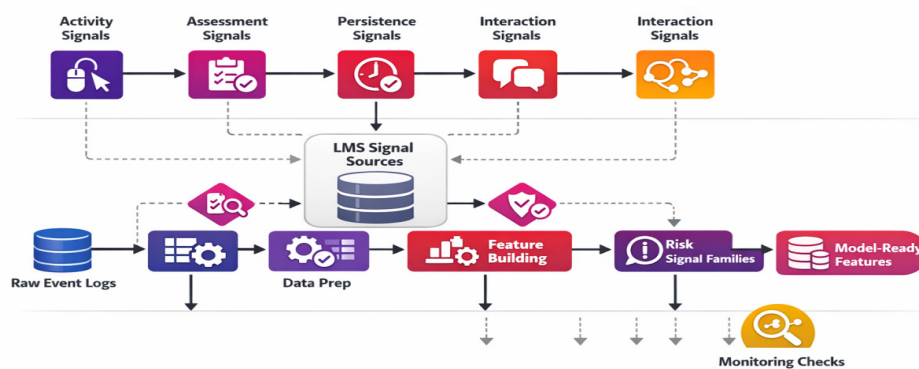 Activity
Signals
Assessment
Signals
Persistence
Signals
Interaction
Signals
Interaction
Signals
LMS Signal
Sources
Raw Event Logs
Data Prep
Feature
Building
Risk
Signal Families
Model-Ready
Features
Monitoring Checks